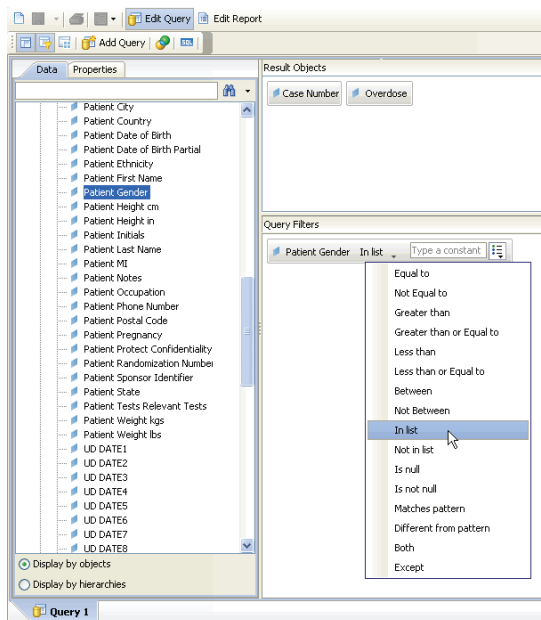 Edit Query Edit Report
Add Query SQL
Data Properties
Patient City
Patient Country
Patient Date of Birth
Patient Date of Birth Partial
Patient Ethnicity
Patient First Name
Patient Gender
Patient Height cm
Patient Height in
Patient Initials
Patient Last Name
Patient MI
Patient Notes
Patient Occupation
Patient Phone Number
Patient Postal Code
Patient Pregnancy
Patient Protect Confidentiality
Patient Randomization Number
Patient Sponsor Identifier
Patient State
Patient Tests Relevant Tests
Patient Weight kgs
Patient Weight lbs
UD DATE1
UD DATE2
UD DATE3
UD DATE4
UD DATE5
UD DATE6
UD DATE7
UD DATE8
Display by objects
Display by hierarchies
Query 1
Result Objects
Case Number Overdose
Query Filters
Patient Gender In list Type a constant
Equal to
Not Equal to
Greater than
Greater than or Equal to
Less than
Less than or Equal to
Between
Not Between
In list
Not in list
Is null
Is not null
Matches pattern
Different from pattern
Both
Except